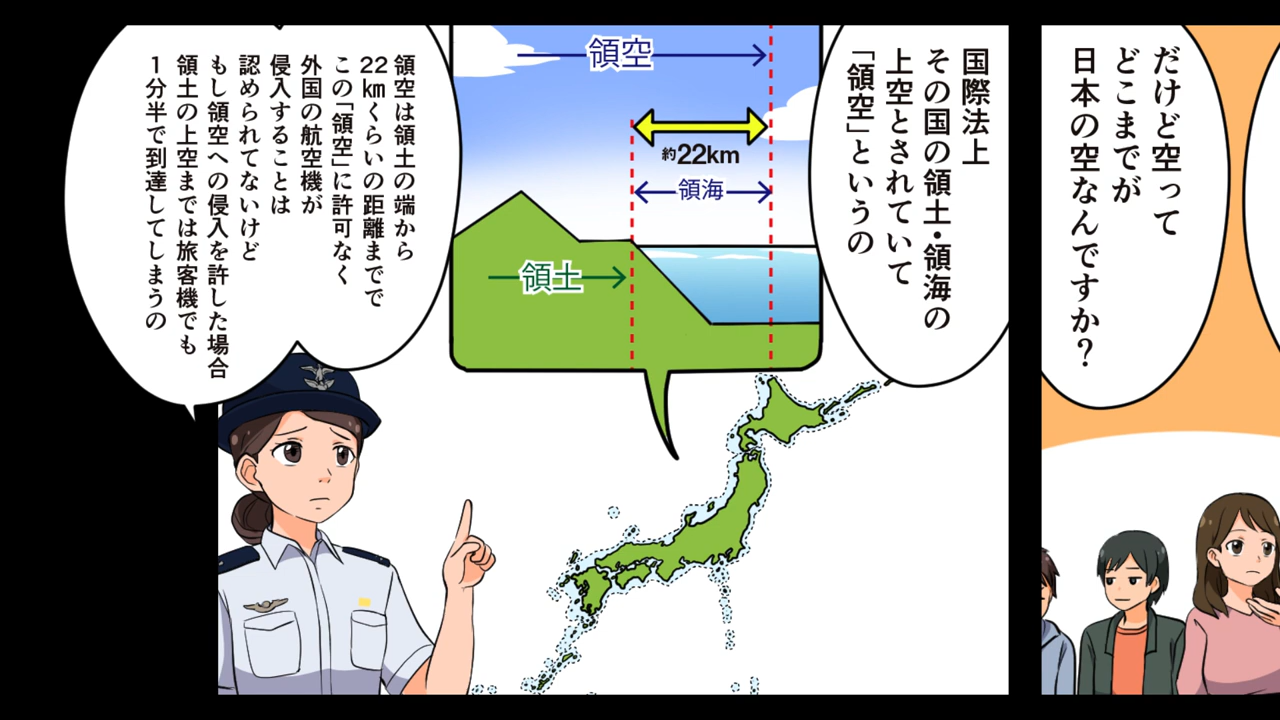 だけど空って
どこまでが
日本の空なんですか？
国際法上
その国の領土・領海の
上空とされていて
「領空」というの
領空
約22km
領海
領土
領空は領土の端から
22kmくらいの距離までで
この「領空」に許可なく
外国の航空機が
侵入することは
認められてないけど
もし領空への侵入を許した場合
領土の上空までは旅客機でも
1分半で到達してしまうの